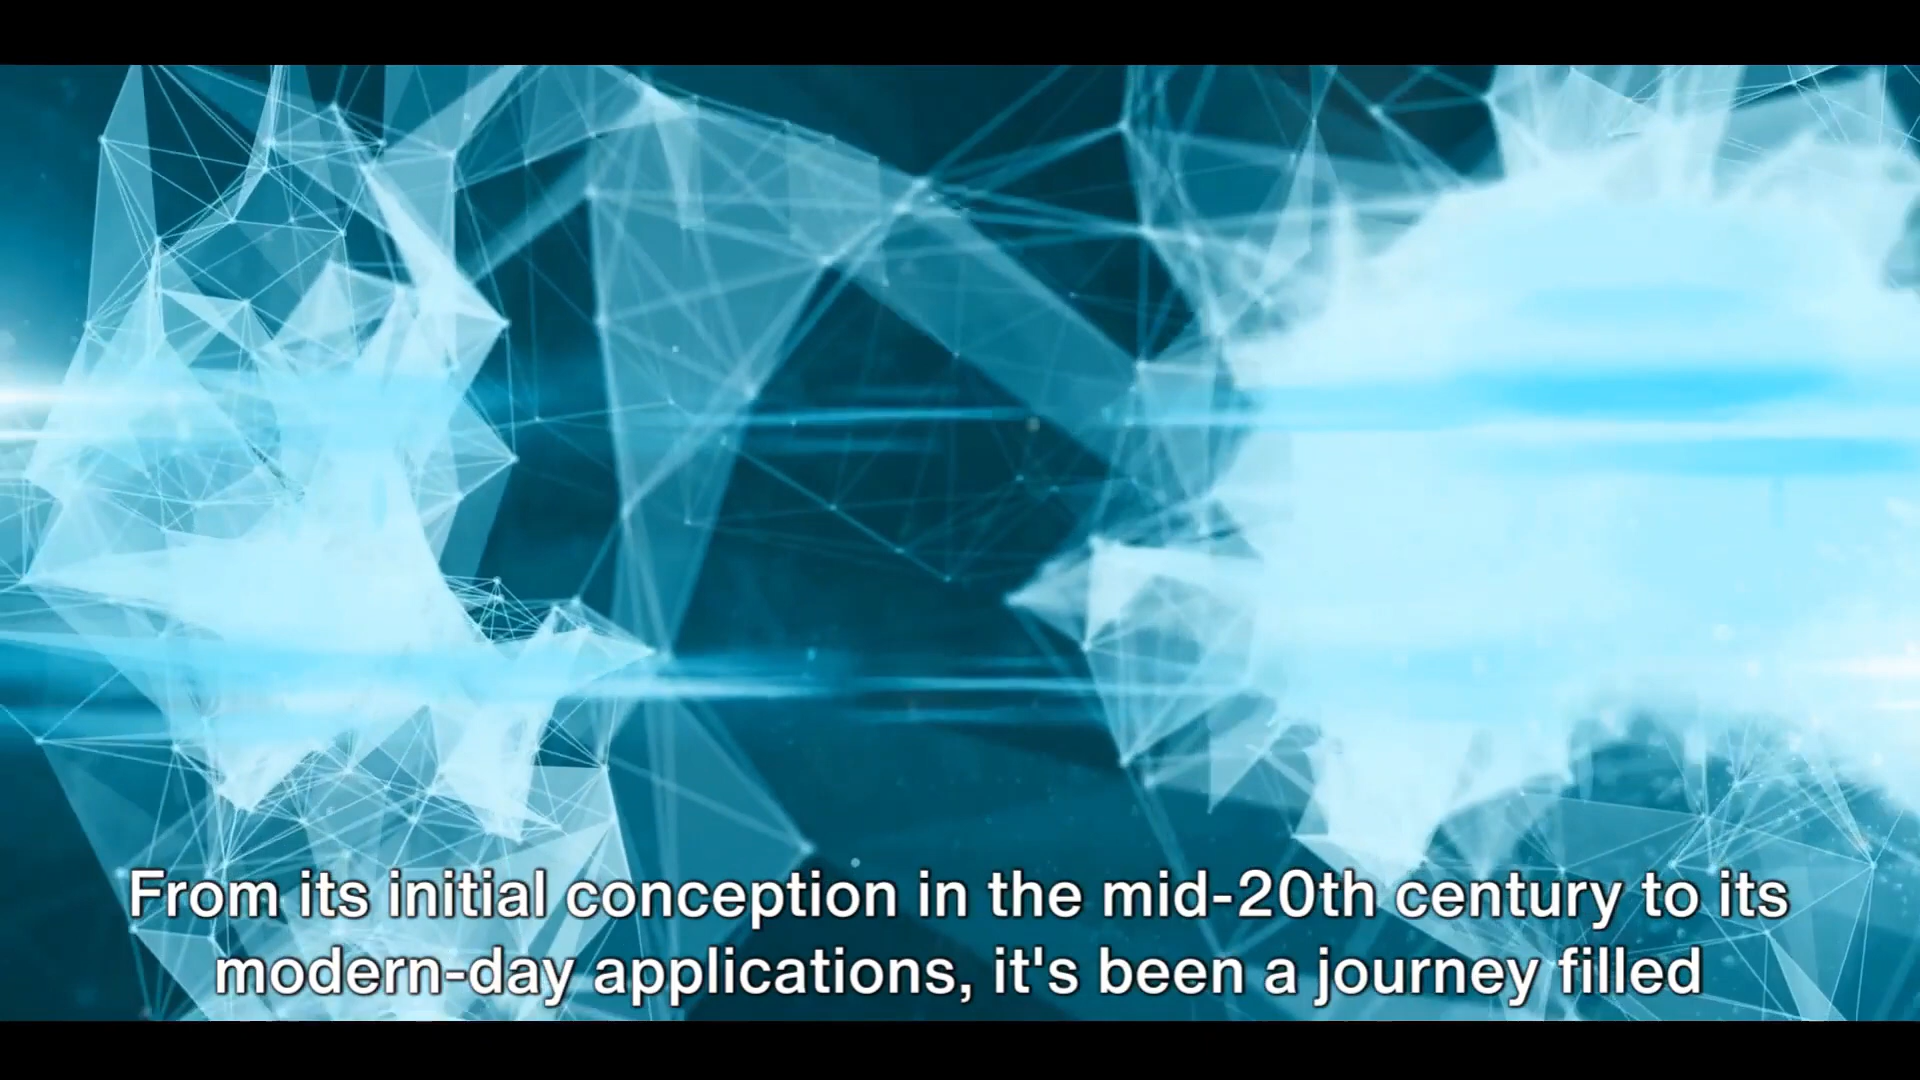 From its initial conception in the mid-20th century to its
modern-day applications, it's been a journey filled